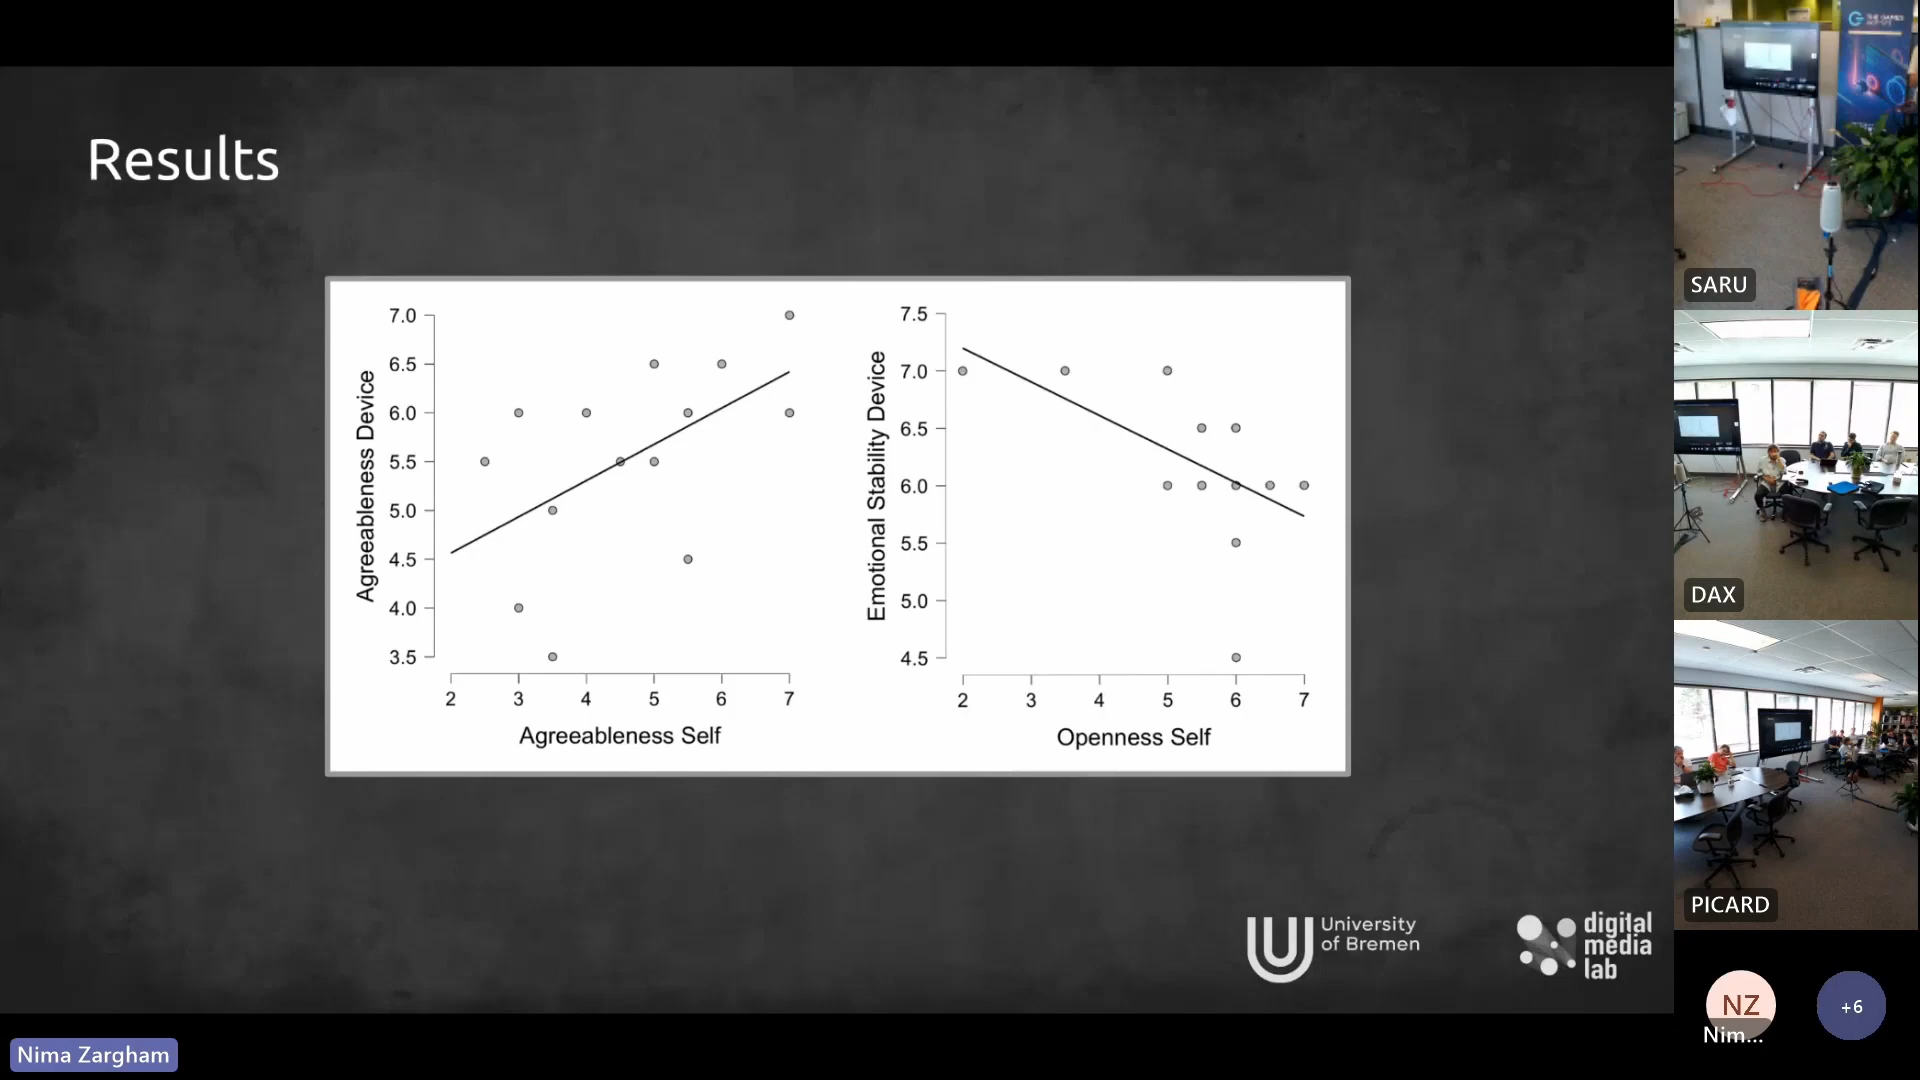 Results
7.0
6.5
6.0
5.5
5.0
4.5
4.0
3.5
Agreeableness Device
2 3 4 5 6 7
Agreeableness Self
7.5
7.0
6.5
6.0
5.5
5.0
4.5
Emotional Stability Device
2 3 4 5 6 7
Openness Self
University
of Bremen
digital
media
lab
Nima Zargham
THE GAMES
SARU
DAX
PICARD
NZ
Nim...
+6